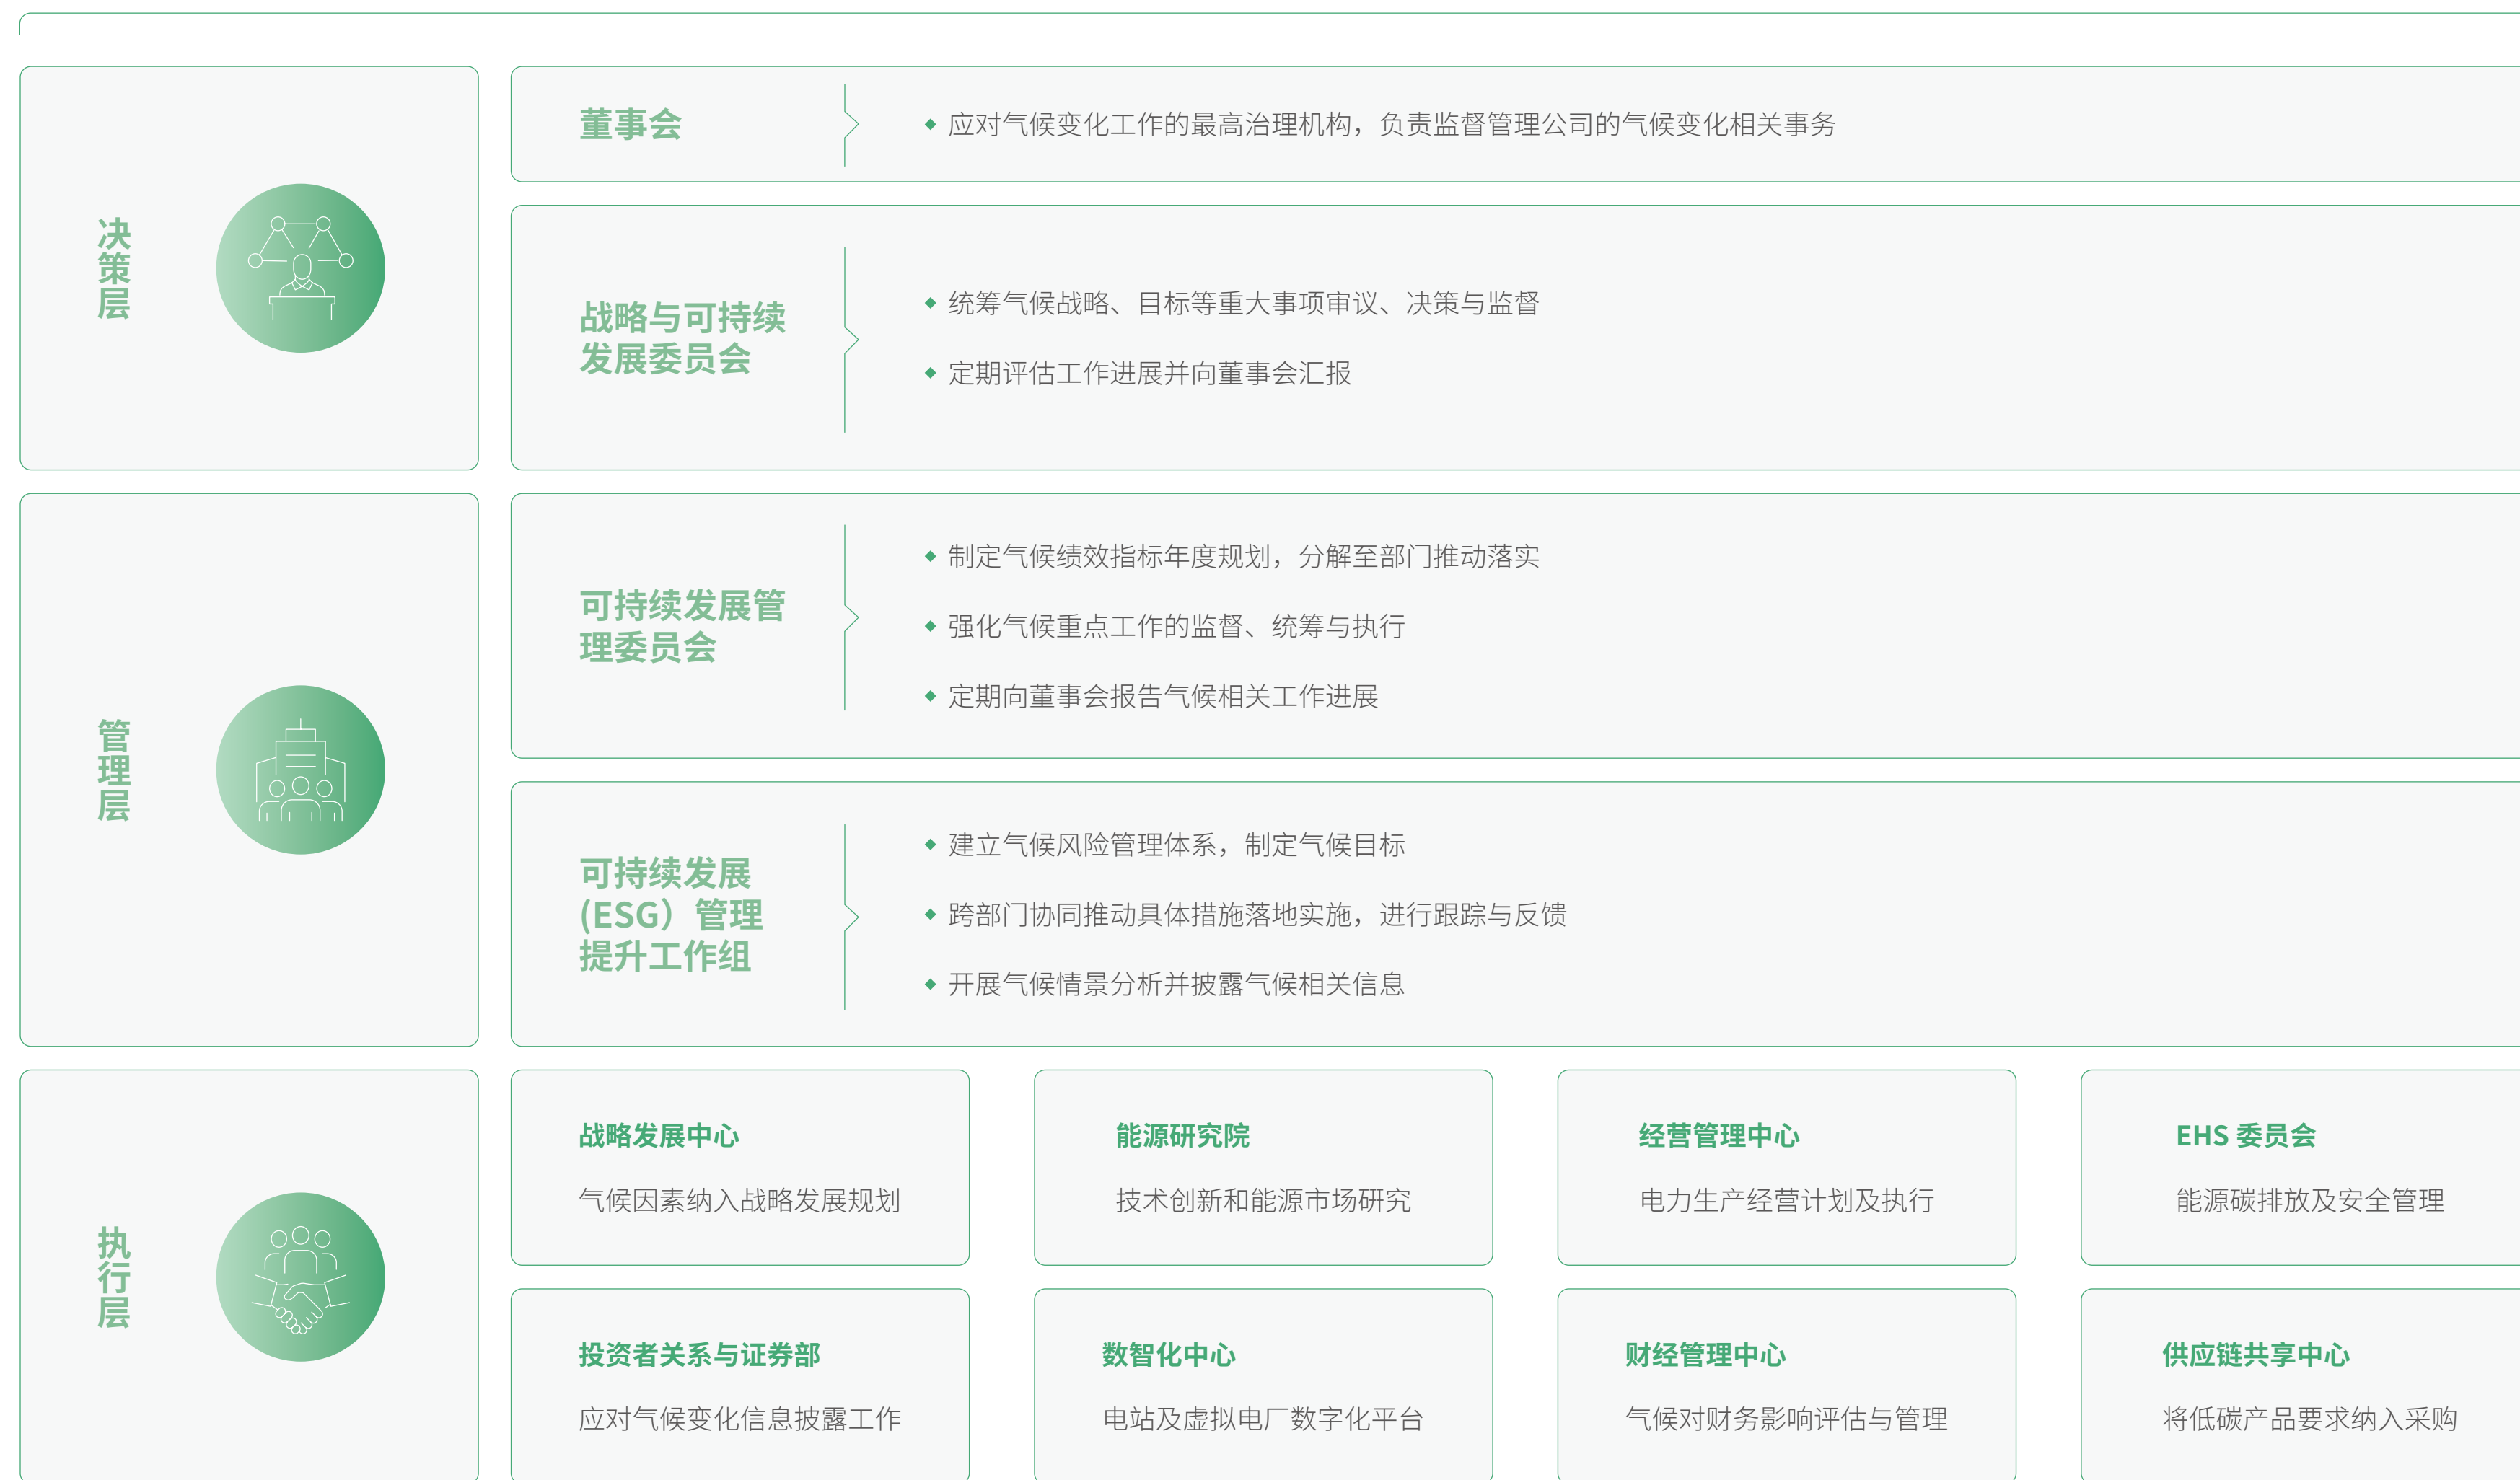 决策层
董事会
应对气候变化工作的最高治理机构，负责监督管理公司的气候变化相关事务
战略与可持续
发展委员会
统筹气候战略、目标等重大事项审议、决策与监督
定期评估工作进展并向董事会汇报
管理层
可持续发展管
理委员会
制定气候绩效指标年度规划，分解至部门推动落实
强化气候重点工作的监督、统筹与执行
定期向董事会报告气候相关工作进展
可持续发展
(ESG）管理
提升工作组
建立气候风险管理体系，制定气候目标
跨部门协同推动具体措施落地实施，进行跟踪与反馈
开展气候情景分析并披露气候相关信息
执行层
战略发展中心
气候因素纳入战略发展规划
能源研究院
技术创新和能源市场研究
经营管理中心
电力生产经营计划及执行
EHS 委员会
能源碳排放及安全管理
投资者关系与证券部
应对气候变化信息披露工作
数智化中心
电站及虚拟电厂数字化平台
财经管理中心
气候对财务影响评估与管理
供应链共享中心
将低碳产品要求纳入采购